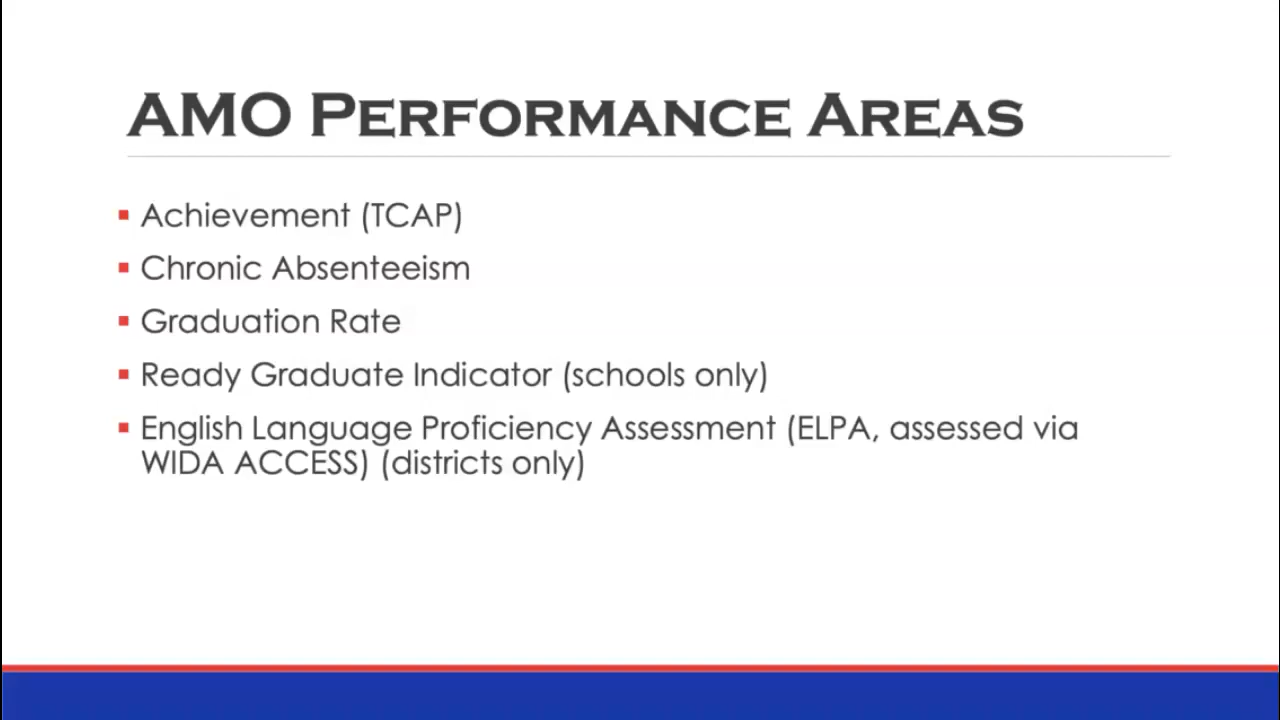 AMO Performance Areas
Achievement (TCAP)
Chronic Absenteeism
Graduation Rate
Ready Graduate Indicator (schools only)
English Language Proficiency Assessment (ELPA, assessed via
WIDA ACCESS) (districts only)